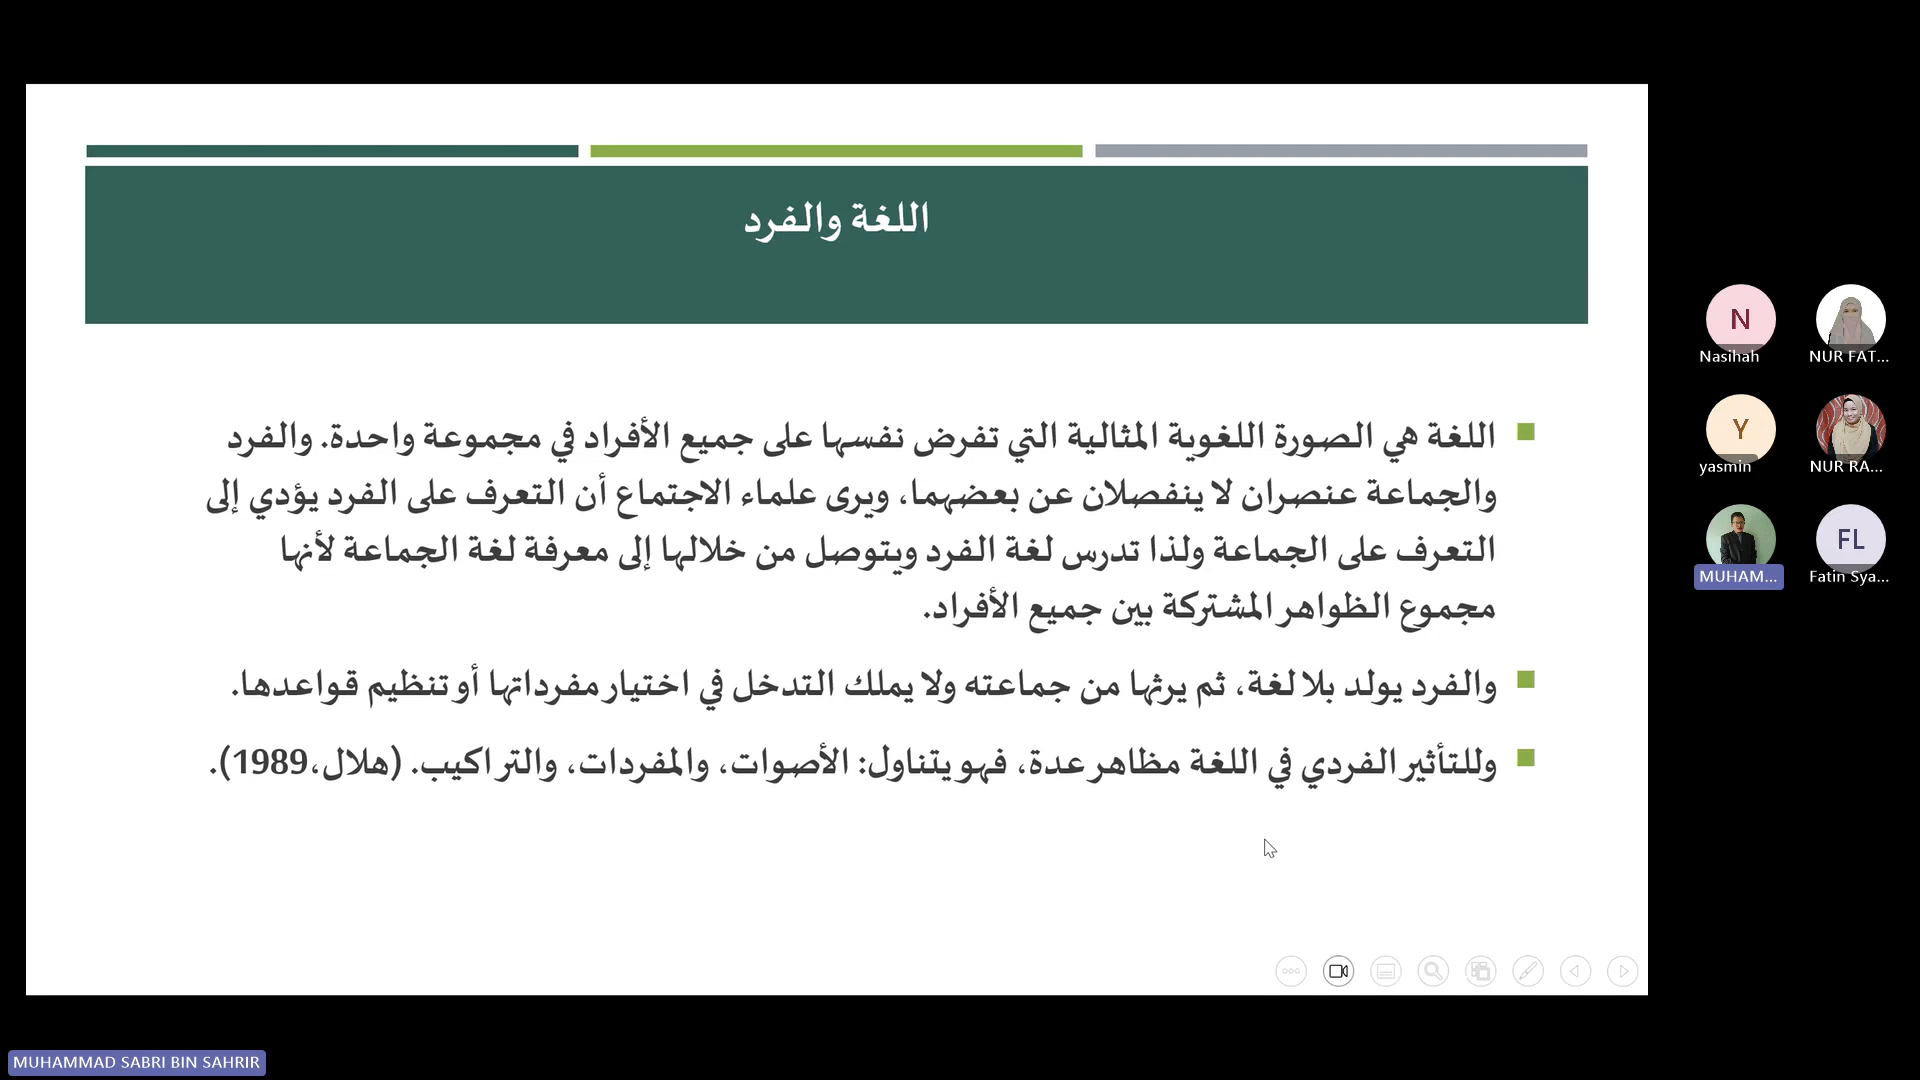 اللغة والفرد
اللغة هي الصورة اللغوية المثالية التي تفرض نفسها على جميع الأفراد في مجموعة واحدة. والفرد
والجماعة عنصران لا ينفصلان عن بعضهما، ويرى علماء الاجتماع أن التعرف على الفرد يؤدي إلى
التعرف على الجماعة ولذا تدرس لغة الفرد ويتوصل من خلالها إلى معرفة لغة الجماعة لأنها
مجموع الظواهر المشتركة بين جميع الأفراد.
والفرد يولد بلا لغة، ثم يرثها من جماعته ولا يملك التدخل في اختيار مفرداتها أو تنظيم قواعدها.
وللتأثير الفردي في اللغة مظاهر عدة، فهو يتناول: الأصوات، والمفردات، والتراكيب. (هلال،1989).
N
Nasihah
NUR FAT...
Y
yasmin
NUR RA...
MUHAM...
FL
Fatin Sya...
MUHAMMAD SABRI BIN SAHRIR